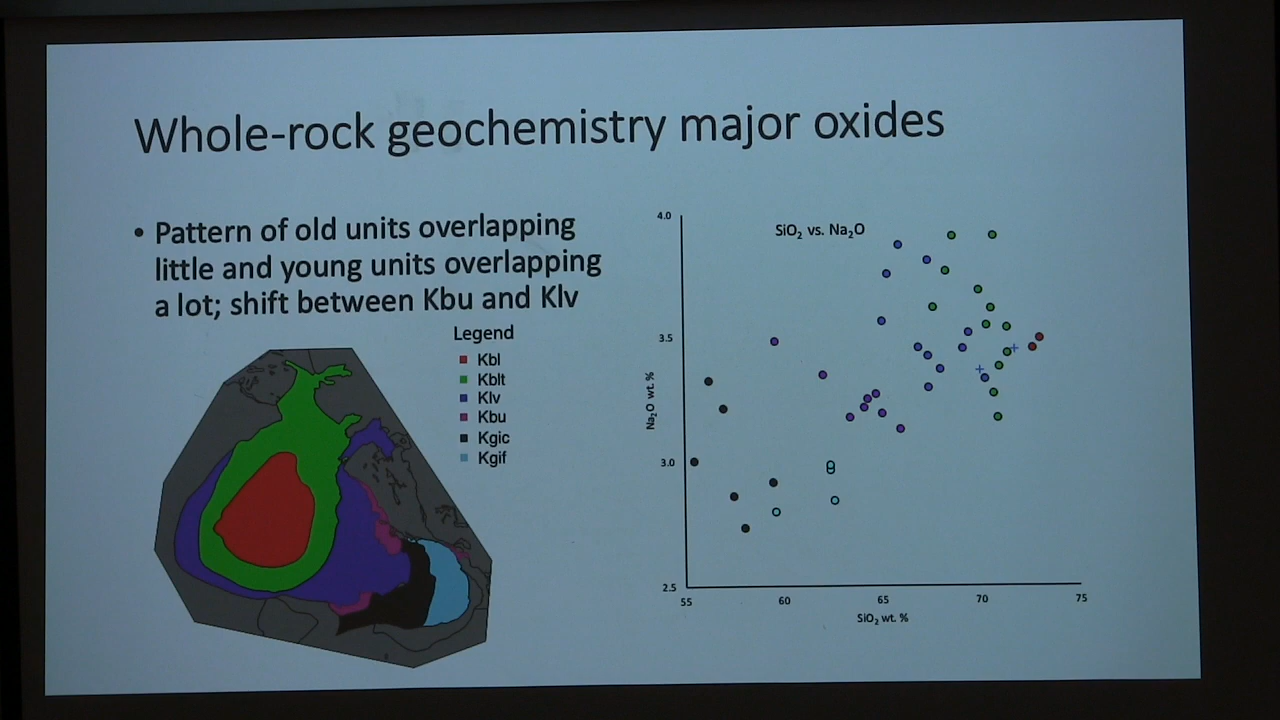 Whole-rock geochemistry major oxides
• Pattern of old units overlapping
little and young units overlapping
a lot; shift between Kbu and Klv
Legend
Kbl
Kblt
Klv
Kbu
Kgic
Kgif
SiO₂ vs. Na₂O
4.0
3.5
3.0
2.5
Na₂O wt. %
55
60
65
70
75
SiO₂ wt. %